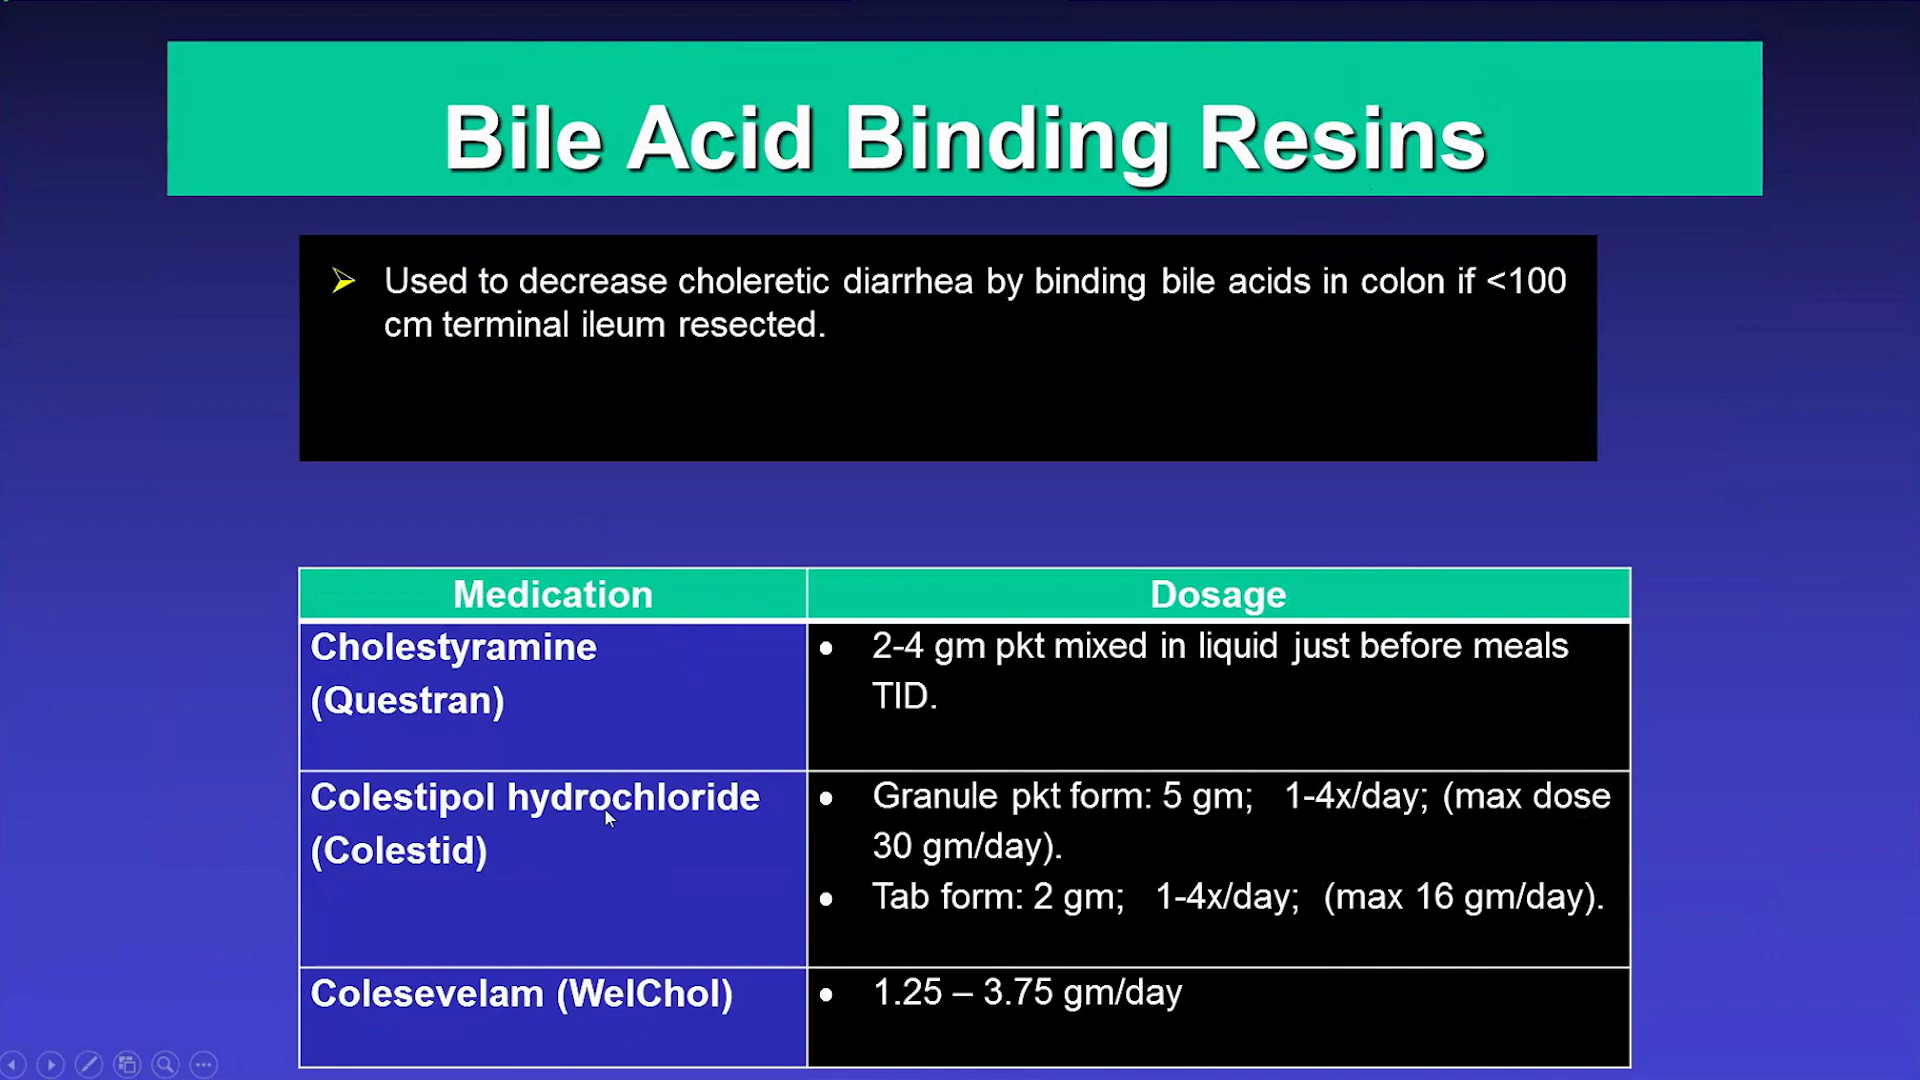 Bile Acid Binding Resins
Used to decrease choleretic diarrhea by binding bile acids in colon if <100
cm terminal ileum resected.
Medication
Dosage
Cholestyramine
(Questran)
• 2-4 gm pkt mixed in liquid just before meals
TID.
Colestipol hydrochloride
(Colestid)
• Granule pkt form: 5 gm; 1-4x/day; (max dose
30 gm/day).
• Tab form: 2 gm; 1-4x/day; (max 16 gm/day).
Colesevelam (WelChol)
• 1.25 – 3.75 gm/day